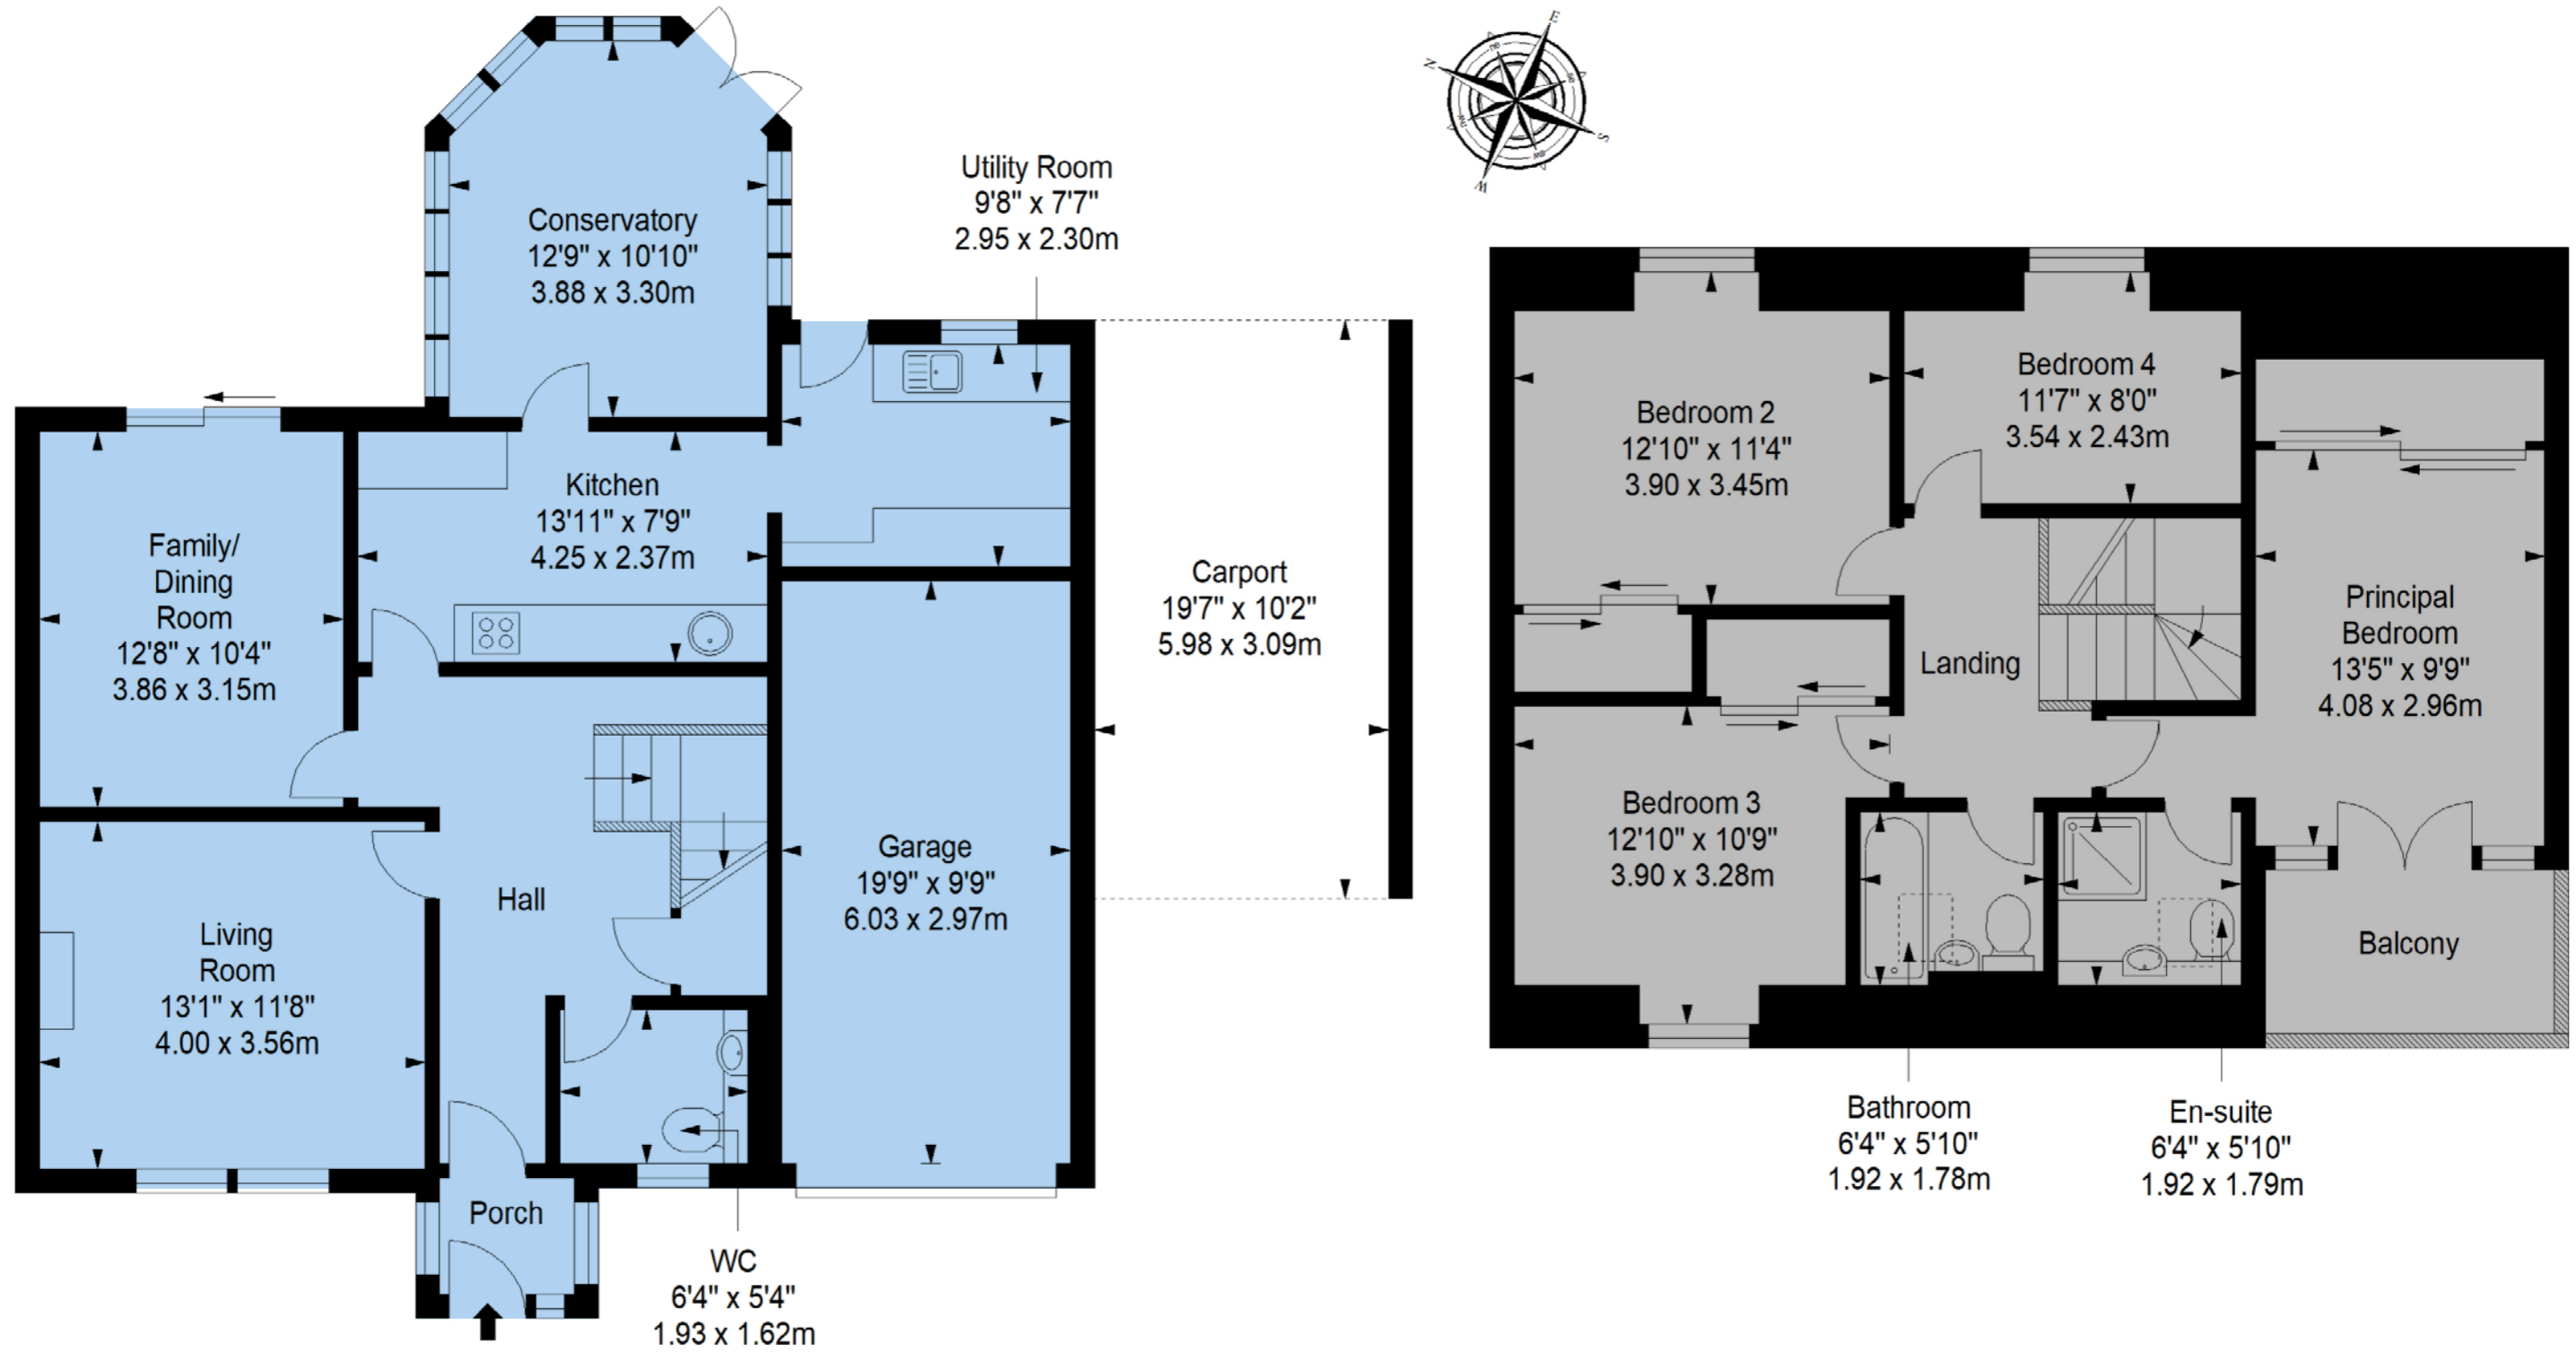 Conservatory
12'9" x 10'10"
3.88 x 3.30m
Utility Room
9'8" x 7'7"
2.95 x 2.30m
Kitchen
13'11" x 7'9"
4.25 x 2.37m
Family/
Dining
Room
12'8" x 10'4"
3.86 x 3.15m
Carport
19'7" x 10'2"
5.98 x 3.09m
Garage
19'9" x 9'9"
6.03 x 2.97m
Hall
Living
Room
13'1" x 11'8"
4.00 x 3.56m
Porch
WC
6'4" x 5'4"
1.93 x 1.62m
E
NE
N
SE
S
NW
SW
W
Bedroom 2
12'10" x 11'4"
3.90 x 3.45m
Bedroom 4
11'7" x 8'0"
3.54 x 2.43m
Principal
Bedroom
13'5" x 9'9"
4.08 x 2.96m
Landing
Bedroom 3
12'10" x 10'9"
3.90 x 3.28m
Balcony
Bathroom
6'4" x 5'10"
1.92 x 1.78m
En-suite
6'4" x 5'10"
1.92 x 1.79m